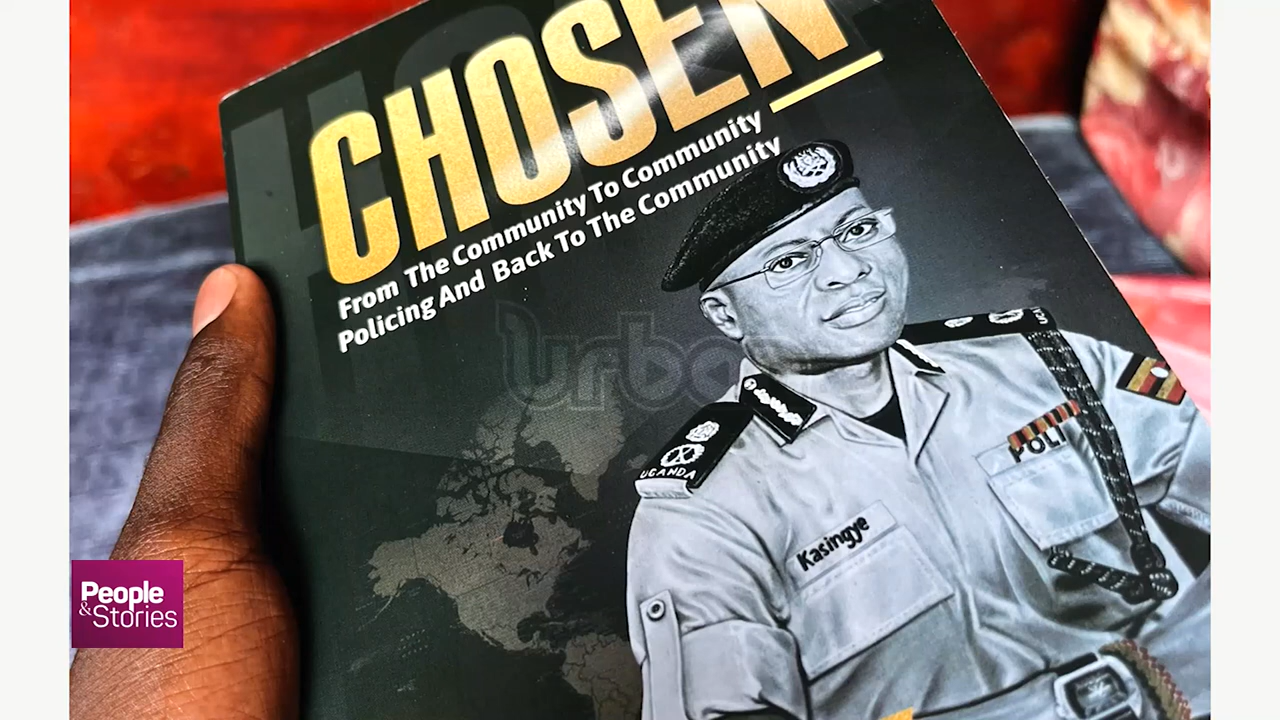 CHOSEN
From The Community To Community
Policing And Back To The Community
UGANDA
POLI
Kasingye
People
&Stories